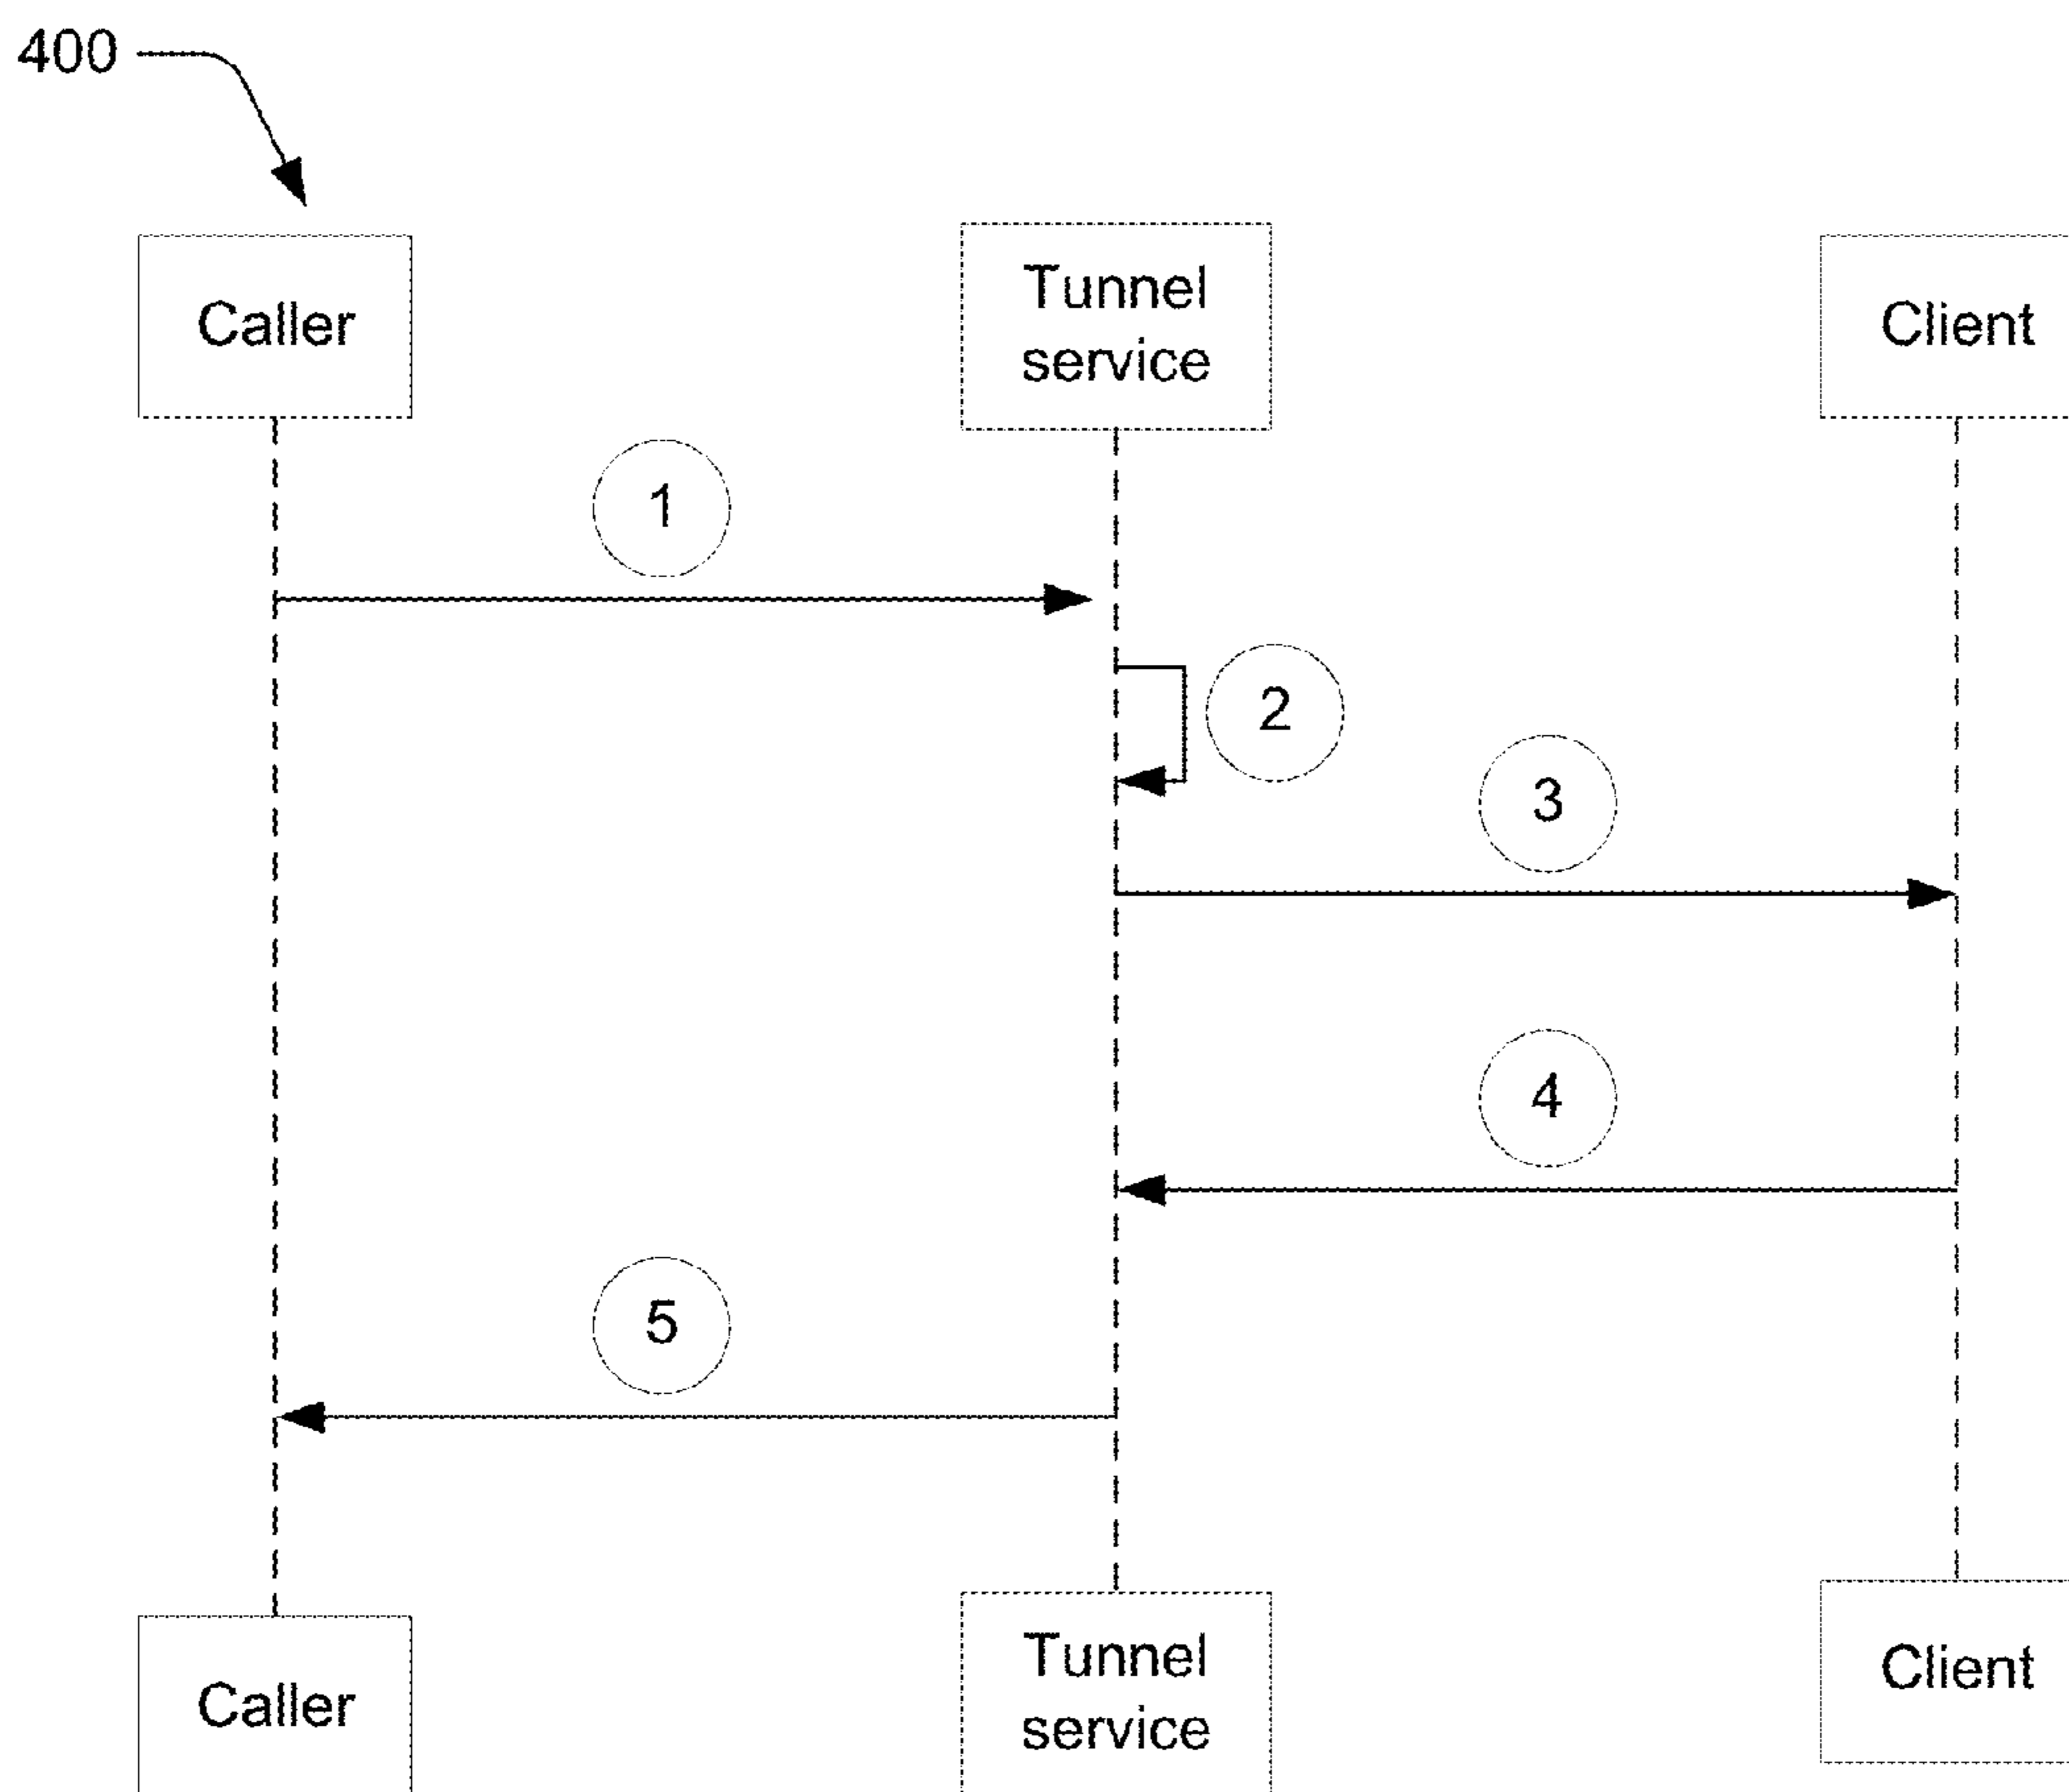 400
Caller
Tunnel
service
Client
1
2
3
4
5
Caller
Tunnel
service
Client